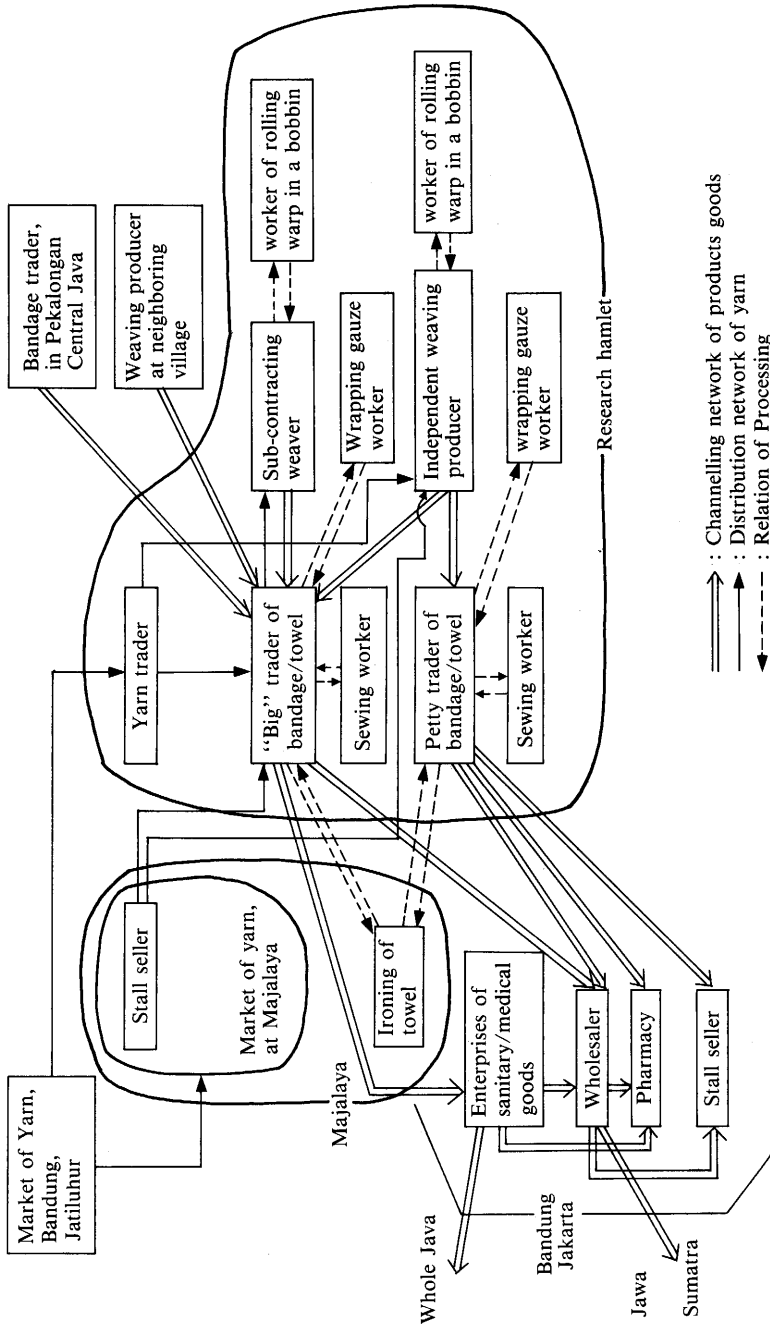 Market of Yarn,
Bandung,
Jatiluhur
Stall seller
Market of yarn,
at Majalaya
Ironing of
towel
Majalaya
Yarn trader
Bandage trader,
in Pekalongan
Central Java
Weaving producer
at neighboring
village
"Big" trader of
bandage/towel
Sewing worker
Petty trader of
bandage/towel
Sewing worker
Sub-contracting
weaver
Wrapping gauze
worker
Independent weaving
producer
wrapping gauze
worker
worker of rolling
warp in a bobbin
worker of rolling
warp in a bobbin
Research hamlet
Enterprises of
sanitary/medical
goods
Wholesaler
Pharmacy
Stall seller
Whole Java
Bandung
Jakarta
Jawa
Sumatra
: Channelling network of products goods
: Distribution network of yarn
: Relation of Processing